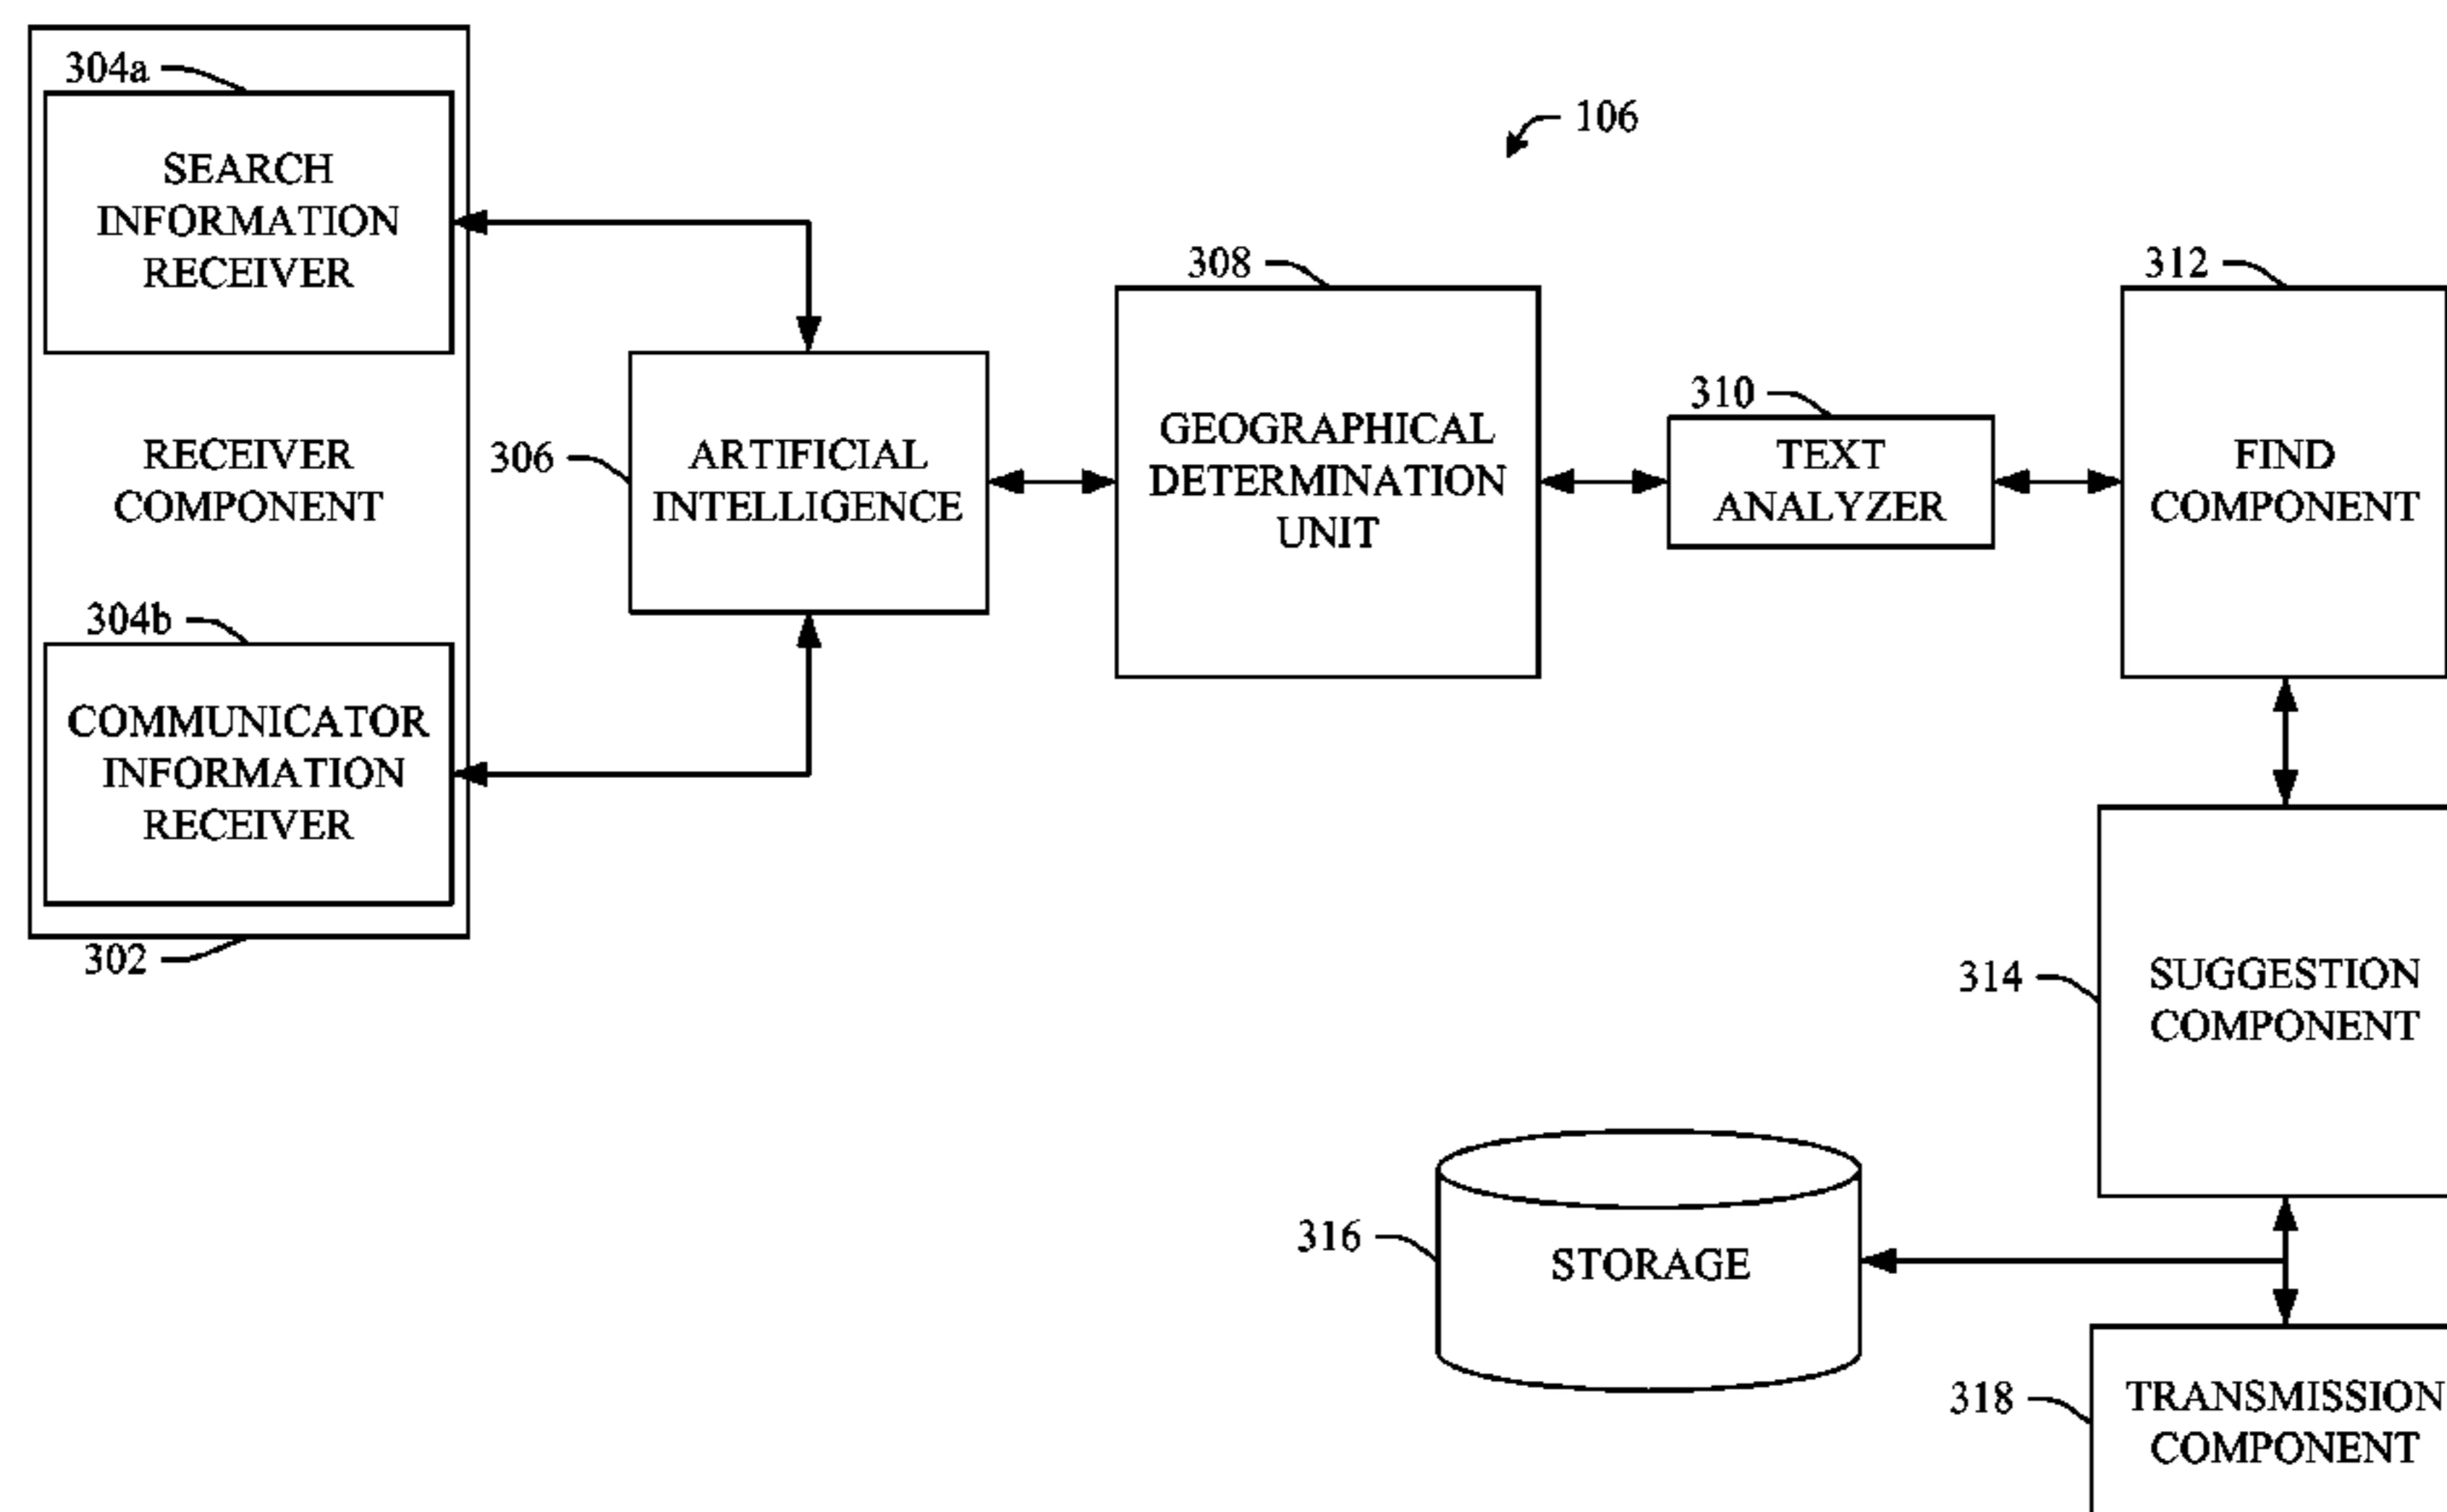 304a
SEARCH
INFORMATION
RECEIVER
RECEIVER
COMPONENT
304b
COMMUNICATOR
INFORMATION
RECEIVER
302
306
ARTIFICIAL
INTELLIGENCE
106
308
GEOGRAPHICAL
DETERMINATION
UNIT
310
TEXT
ANALYZER
312
FIND
COMPONENT
314
SUGGESTION
COMPONENT
316
STORAGE
318
TRANSMISSION
COMPONENT